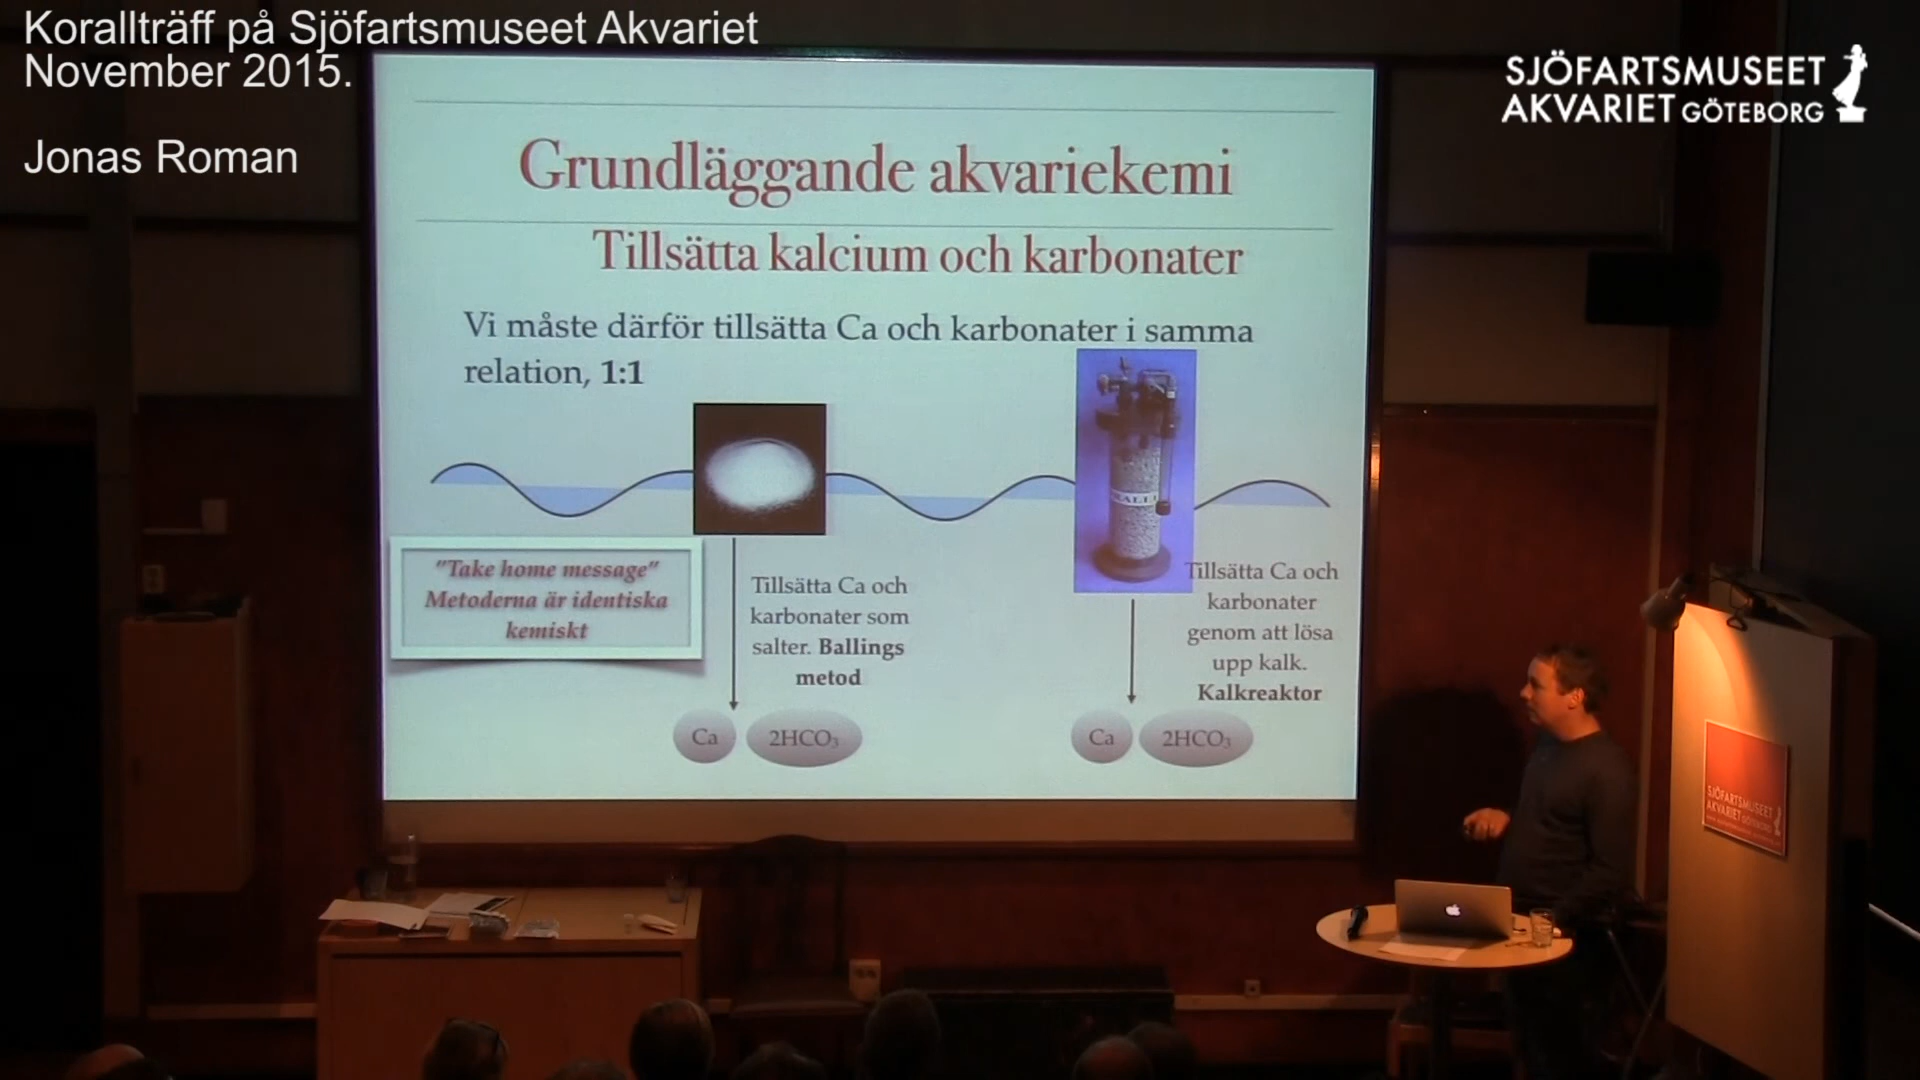 Korallträff på Sjöfartsmuseet Akvariet
November 2015.
Jonas Roman
SJÖFARTSMUSEET
AKVARIET GÖTEBORG
Grundläggande akvariekemi
Tillsätta kalcium och karbonater
Vi måste därför tillsätta Ca och karbonater i samma
relation, 1:1
"Take home message"
Metoderna är identiska
kemiskt
Tillsätta Ca och
karbonater som
salter. Ballings
metod
Ca
2HCO₃
Tillsätta Ca och
karbonater
genom att lösa
upp kalk.
Kalkreaktor
Ca
2HCO₃
SJÖFARTSMUSEET
AKVARIET GÖTEBORG